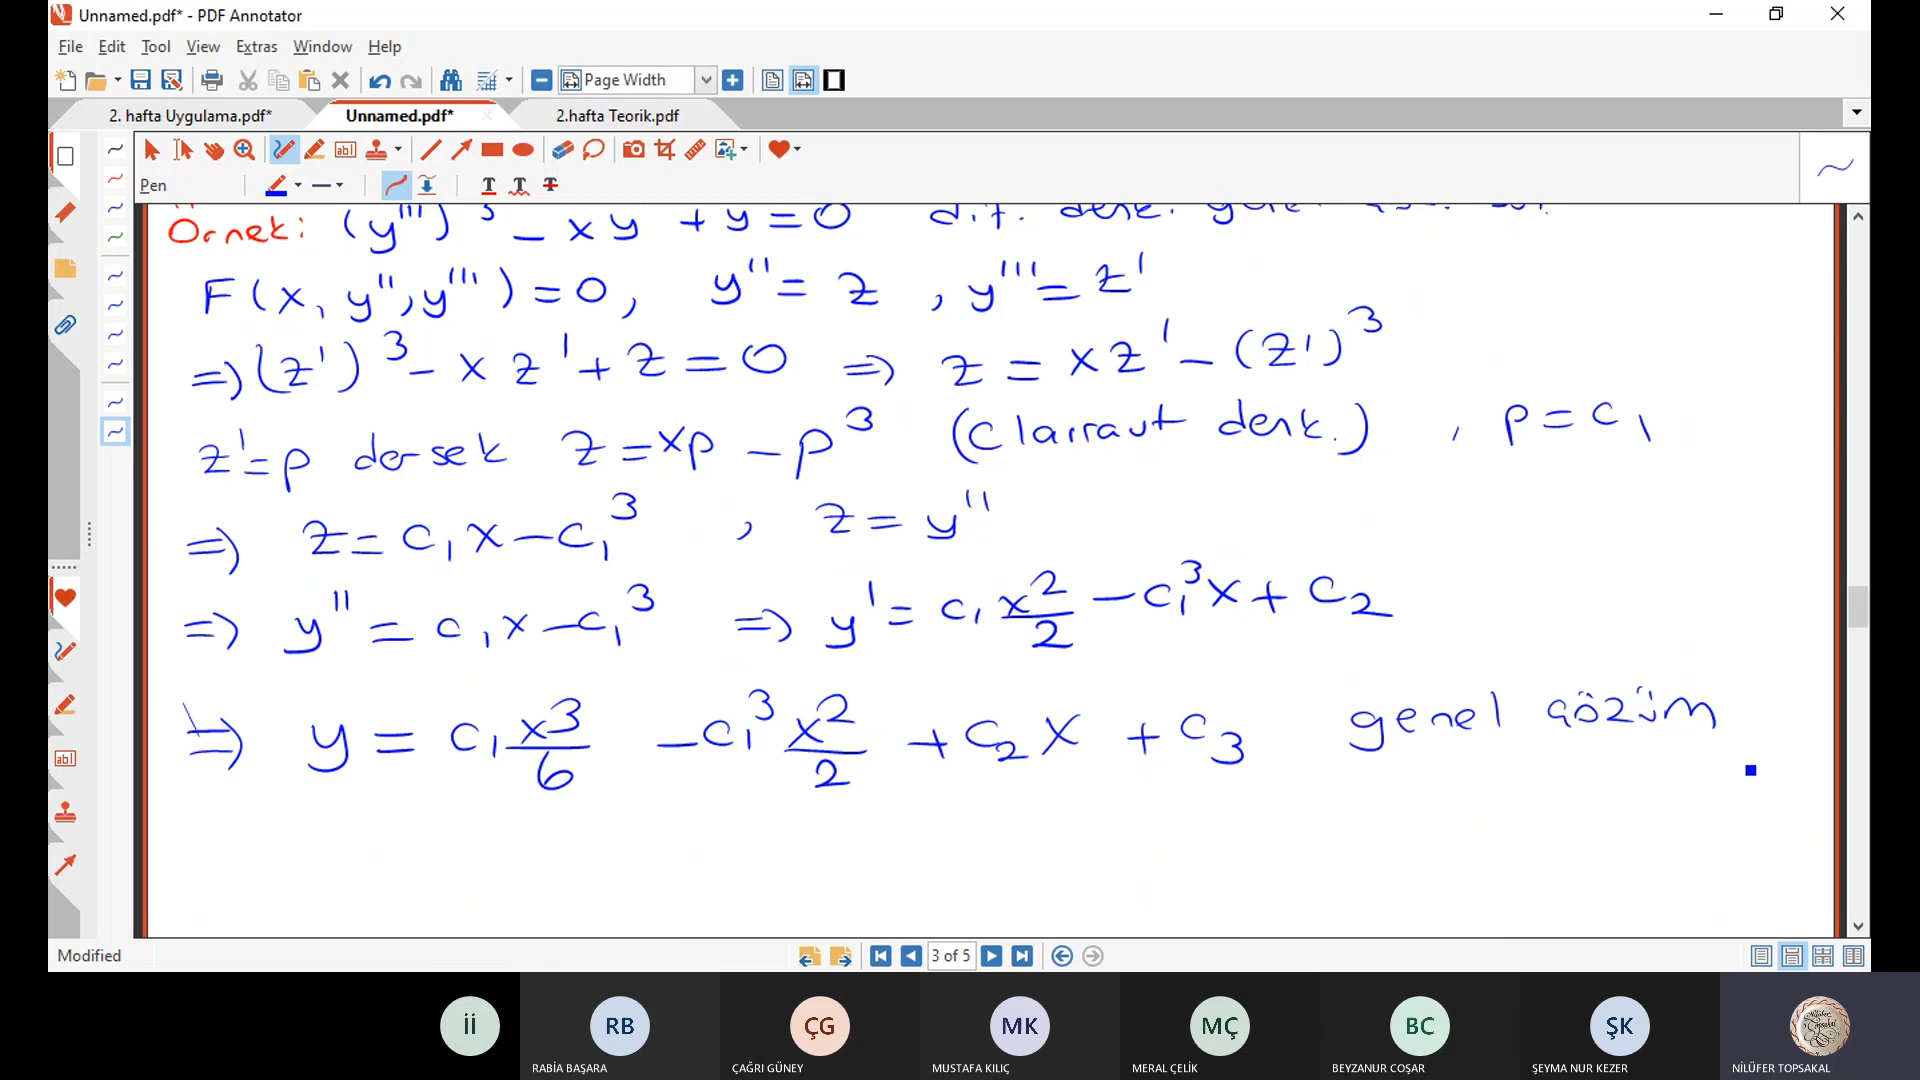 Unnamed.pdf* - PDF Annotator
File Edit Tool View Extras Window Help
Page Width
2. hafta Uygulama.pdf* Unnamed.pdf* 2.hafta Teorik.pdf
Pen
Örnek: (y''')³ - xy + y = 0 dif. denk.
F(x, y'', y''') = 0, y'' = z, y''' = z'
=> (z')³ - xz' + z = 0 => z = xz' - (z')³
z' = p dersek z = xp - p³ (Clairaut denk.), p = c₁
=> z = c₁x - c₁³, z = y''
=> y'' = c₁x - c₁³ => y' = c₁ x²/2 - c₁³x + c₂
=> y = c₁ x³/6 - c₁³ x²/2 + c₂x + c₃ genel çözüm
Modified 3 of 5
İİ RB ÇG MK MÇ BC ŞK
RABİA BAŞARA ÇAĞRI GÜNEY MUSTAFA KILIÇ MERAL ÇELİK BEYZANUR COŞAR ŞEYMA NUR KEZER NİLÜFER TOPSAKAL